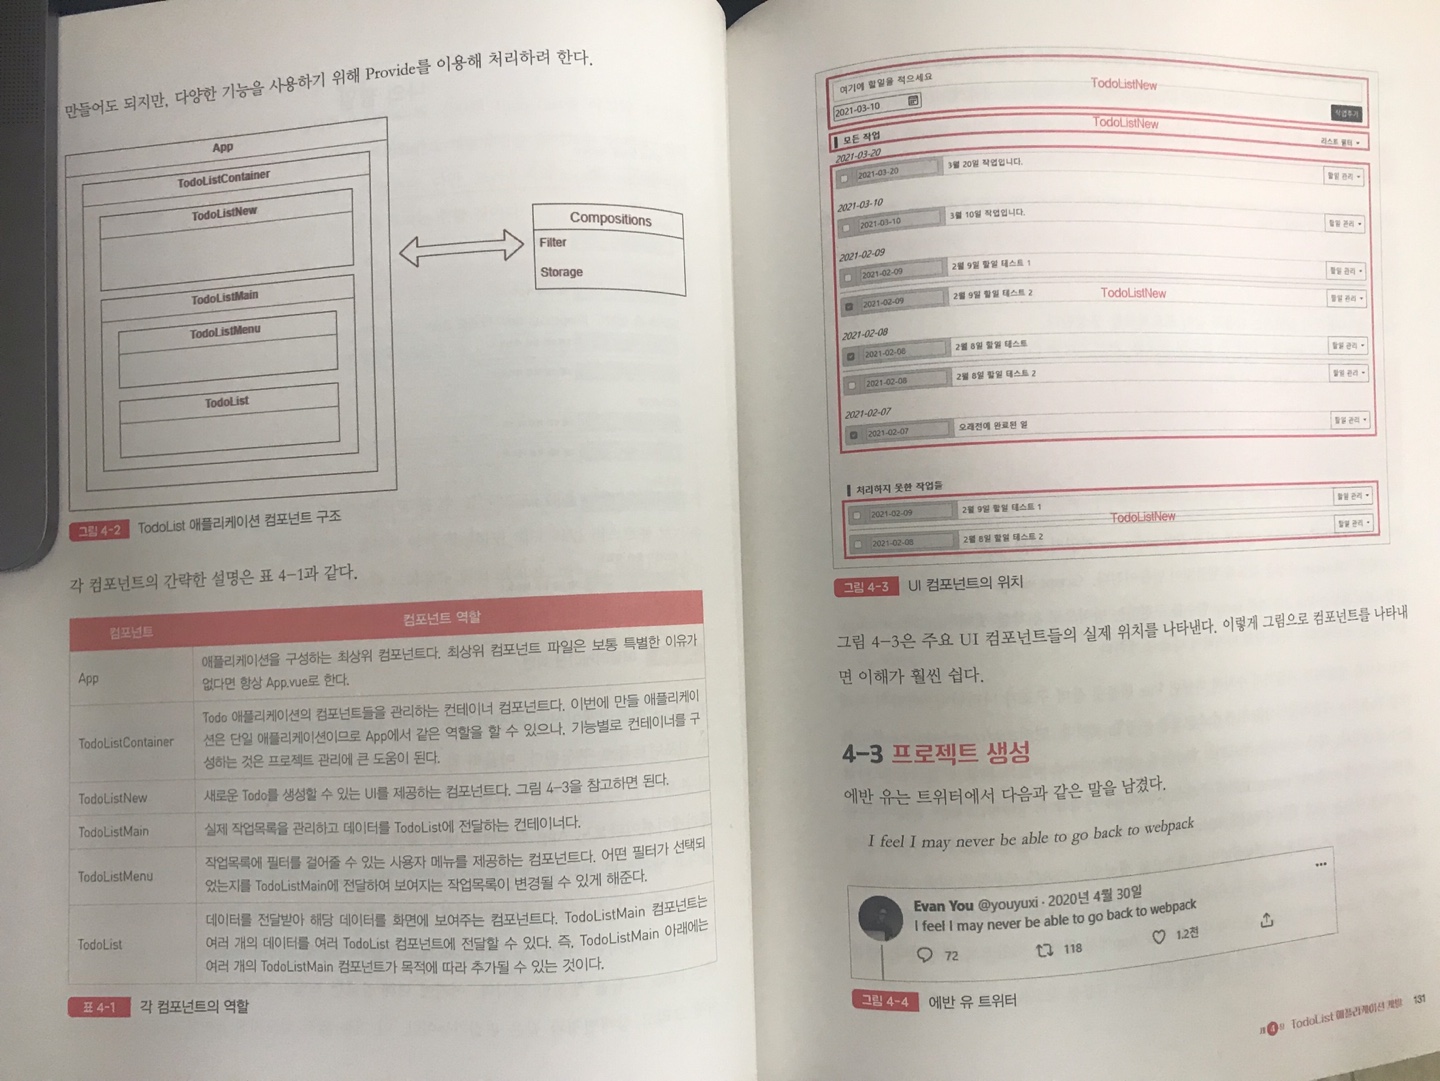 만들어도 되지만, 다양한 기능을 사용하기 위해 Provide를 이용해 처리하려 한다.
App
TodoListContainer
TodoListNew
TodoListMain
TodoListMenu
TodoList
Compositions
Filter
Storage
그림 4-2 TodoList 애플리케이션 컴포넌트 구조
각 컴포넌트의 간략한 설명은 표 4-1과 같다.
컴포넌트 컴포넌트 역할
App
애플리케이션을 구성하는 최상위 컴포넌트다. 최상위 컴포넌트 파일은 보통 특별한 이유가
없다면 항상 App.vue로 한다.
TodoListContainer
Todo 애플리케이션의 컴포넌트들을 관리하는 컨테이너 컴포넌트다. 이번에 만들 애플리케이
션은 단일 애플리케이션이므로 App에서 같은 역할을 할 수 있으나, 기능별로 컨테이너를 구
성하는 것은 프로젝트 관리에 큰 도움이 된다.
TodoListNew 새로운 Todo를 생성할 수 있는 UI를 제공하는 컴포넌트다. 그림 4-3을 참고하면 된다.
TodoListMain 실제 작업목록을 관리하고 데이터를 TodoList에 전달하는 컨테이너다.
TodoListMenu
작업목록에 필터를 걸어줄 수 있는 사용자 메뉴를 제공하는 컴포넌트다. 어떤 필터가 선택되
었는지를 TodoListMain에 전달하여 보여지는 작업목록이 변경될 수 있게 해준다.
TodoList
데이터를 전달받아 해당 데이터를 화면에 보여주는 컴포넌트다. TodoListMain 컴포넌트는
여러 개의 데이터를 여러 TodoList 컴포넌트에 전달할 수 있다. 즉, TodoListMain 아래에는
여러 개의 TodoListMain 컴포넌트가 목적에 따라 추가될 수 있는 것이다.
표 4-1 각 컴포넌트의 역할
여기에 할일을 적으세요
TodoListNew
2021-03-10
작업추가
TodoListNew
모든 작업
리스트 필터
2021-03-20
2021-03-20 3월 20일 작업입니다. 할일 관리
2021-03-10
2021-03-10 3월 10일 작업입니다. 할일 관리
2021-02-09
2021-02-09 2월 9일 할일 테스트 1 할일 관리
2021-02-09 2월 9일 할일 테스트 2 TodoListNew 할일 관리
2021-02-08
2021-02-08 2월 8일 할일 테스트 할일 관리
2021-02-08 2월 8일 할일 테스트 2 할일 관리
2021-02-07
2021-02-07 오래전에 완료된 일 할일 관리
처리하지 못한 작업들
2021-02-09 2월 9일 할일 테스트 1 할일 관리
TodoListNew
2021-02-08 2월 8일 할일 테스트 2 할일 관리
그림 4-3 UI 컴포넌트의 위치
그림 4-3은 주요 UI 컴포넌트들의 실제 위치를 나타낸다. 이렇게 그림으로 컴포넌트를 나타내
면 이해가 훨씬 쉽다.
4-3 프로젝트 생성
에반 유는 트위터에서 다음과 같은 말을 남겼다.
I feel I may never be able to go back to webpack
Evan You @youyuxi · 2020년 4월 30일
I feel I may never be able to go back to webpack
72 118 1.2천
그림 4-4 에반 유 트위터
제 4 장 TodoList 애플리케이션 개발 131